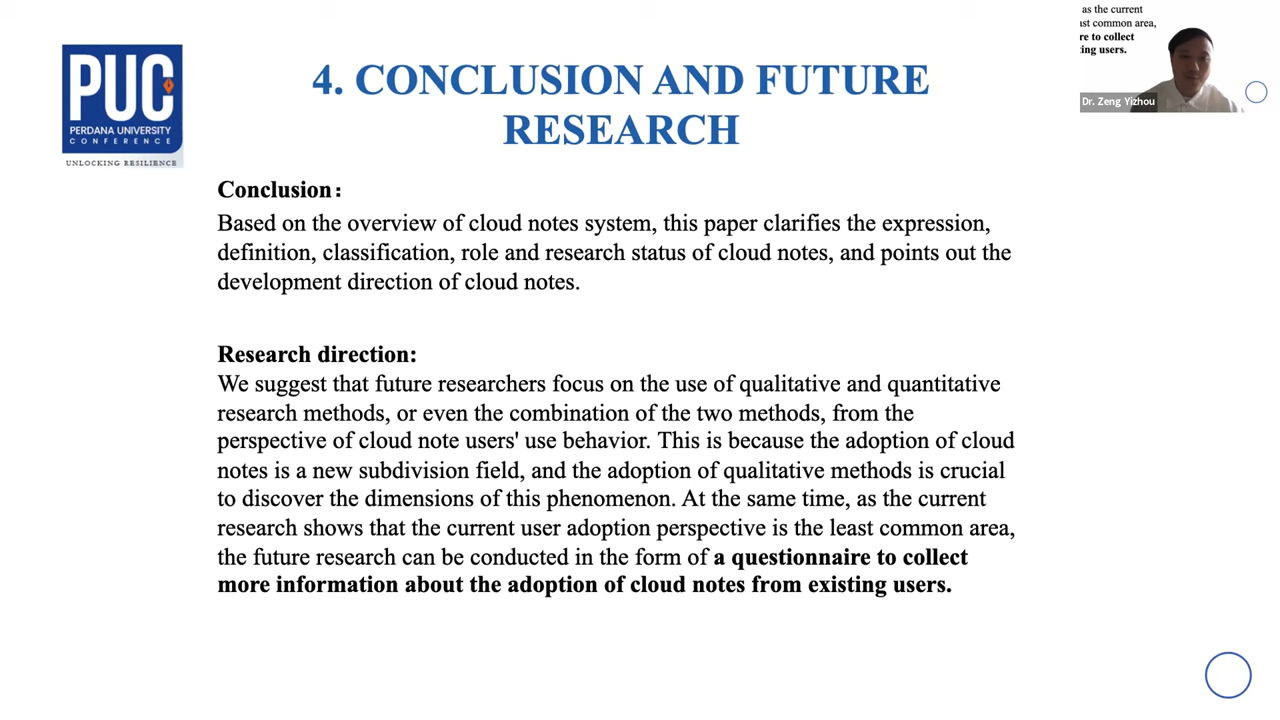 PUC
PERDANA UNIVERSITY
CONFERENCE
UNLOCKING RESILIENCE
4. CONCLUSION AND FUTURE
RESEARCH
as the current
ast common area,
re to collect
ting users.
Dr. Zeng Yizhou
Conclusion：
Based on the overview of cloud notes system, this paper clarifies the expression,
definition, classification, role and research status of cloud notes, and points out the
development direction of cloud notes.
Research direction:
We suggest that future researchers focus on the use of qualitative and quantitative
research methods, or even the combination of the two methods, from the
perspective of cloud note users' use behavior. This is because the adoption of cloud
notes is a new subdivision field, and the adoption of qualitative methods is crucial
to discover the dimensions of this phenomenon. At the same time, as the current
research shows that the current user adoption perspective is the least common area,
the future research can be conducted in the form of a questionnaire to collect
more information about the adoption of cloud notes from existing users.